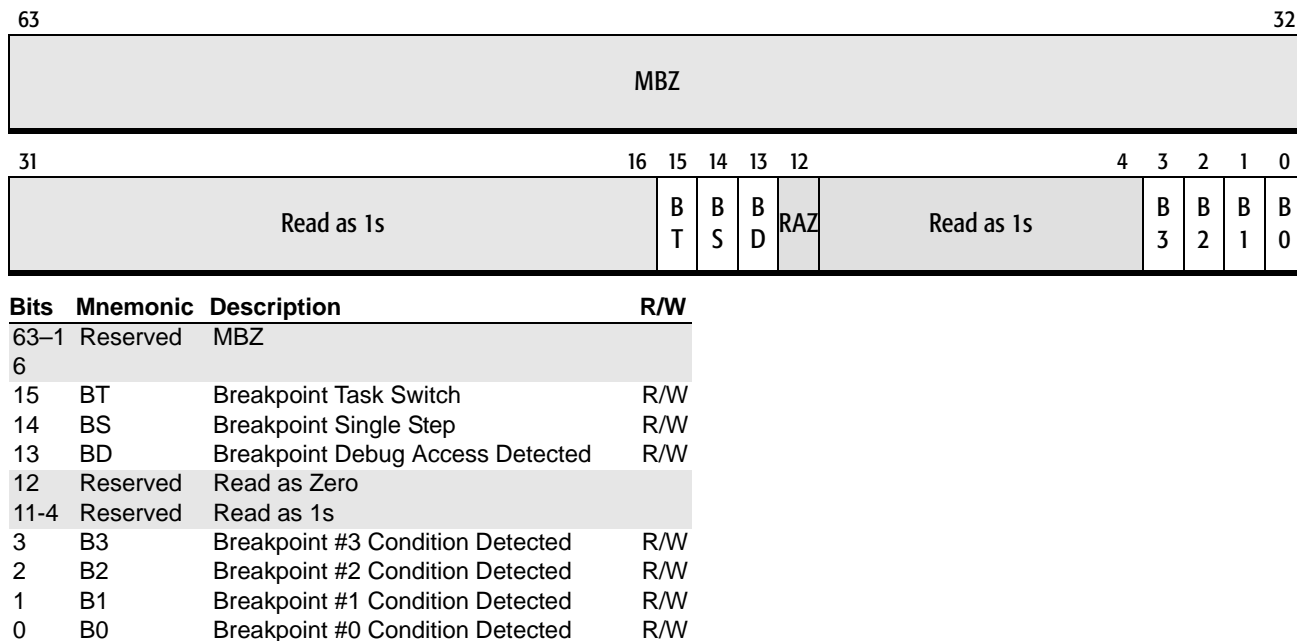 63 32
MBZ
31 16 15 14 13 12 4 3 2 1 0
Read as 1s B T B S B D RAZ Read as 1s B 3 B 2 B 1 B 0
Bits Mnemonic Description R/W
63–1 Reserved MBZ
6
15 BT Breakpoint Task Switch R/W
14 BS Breakpoint Single Step R/W
13 BD Breakpoint Debug Access Detected R/W
12 Reserved Read as Zero
11-4 Reserved Read as 1s
3 B3 Breakpoint #3 Condition Detected R/W
2 B2 Breakpoint #2 Condition Detected R/W
1 B1 Breakpoint #1 Condition Detected R/W
0 B0 Breakpoint #0 Condition Detected R/W